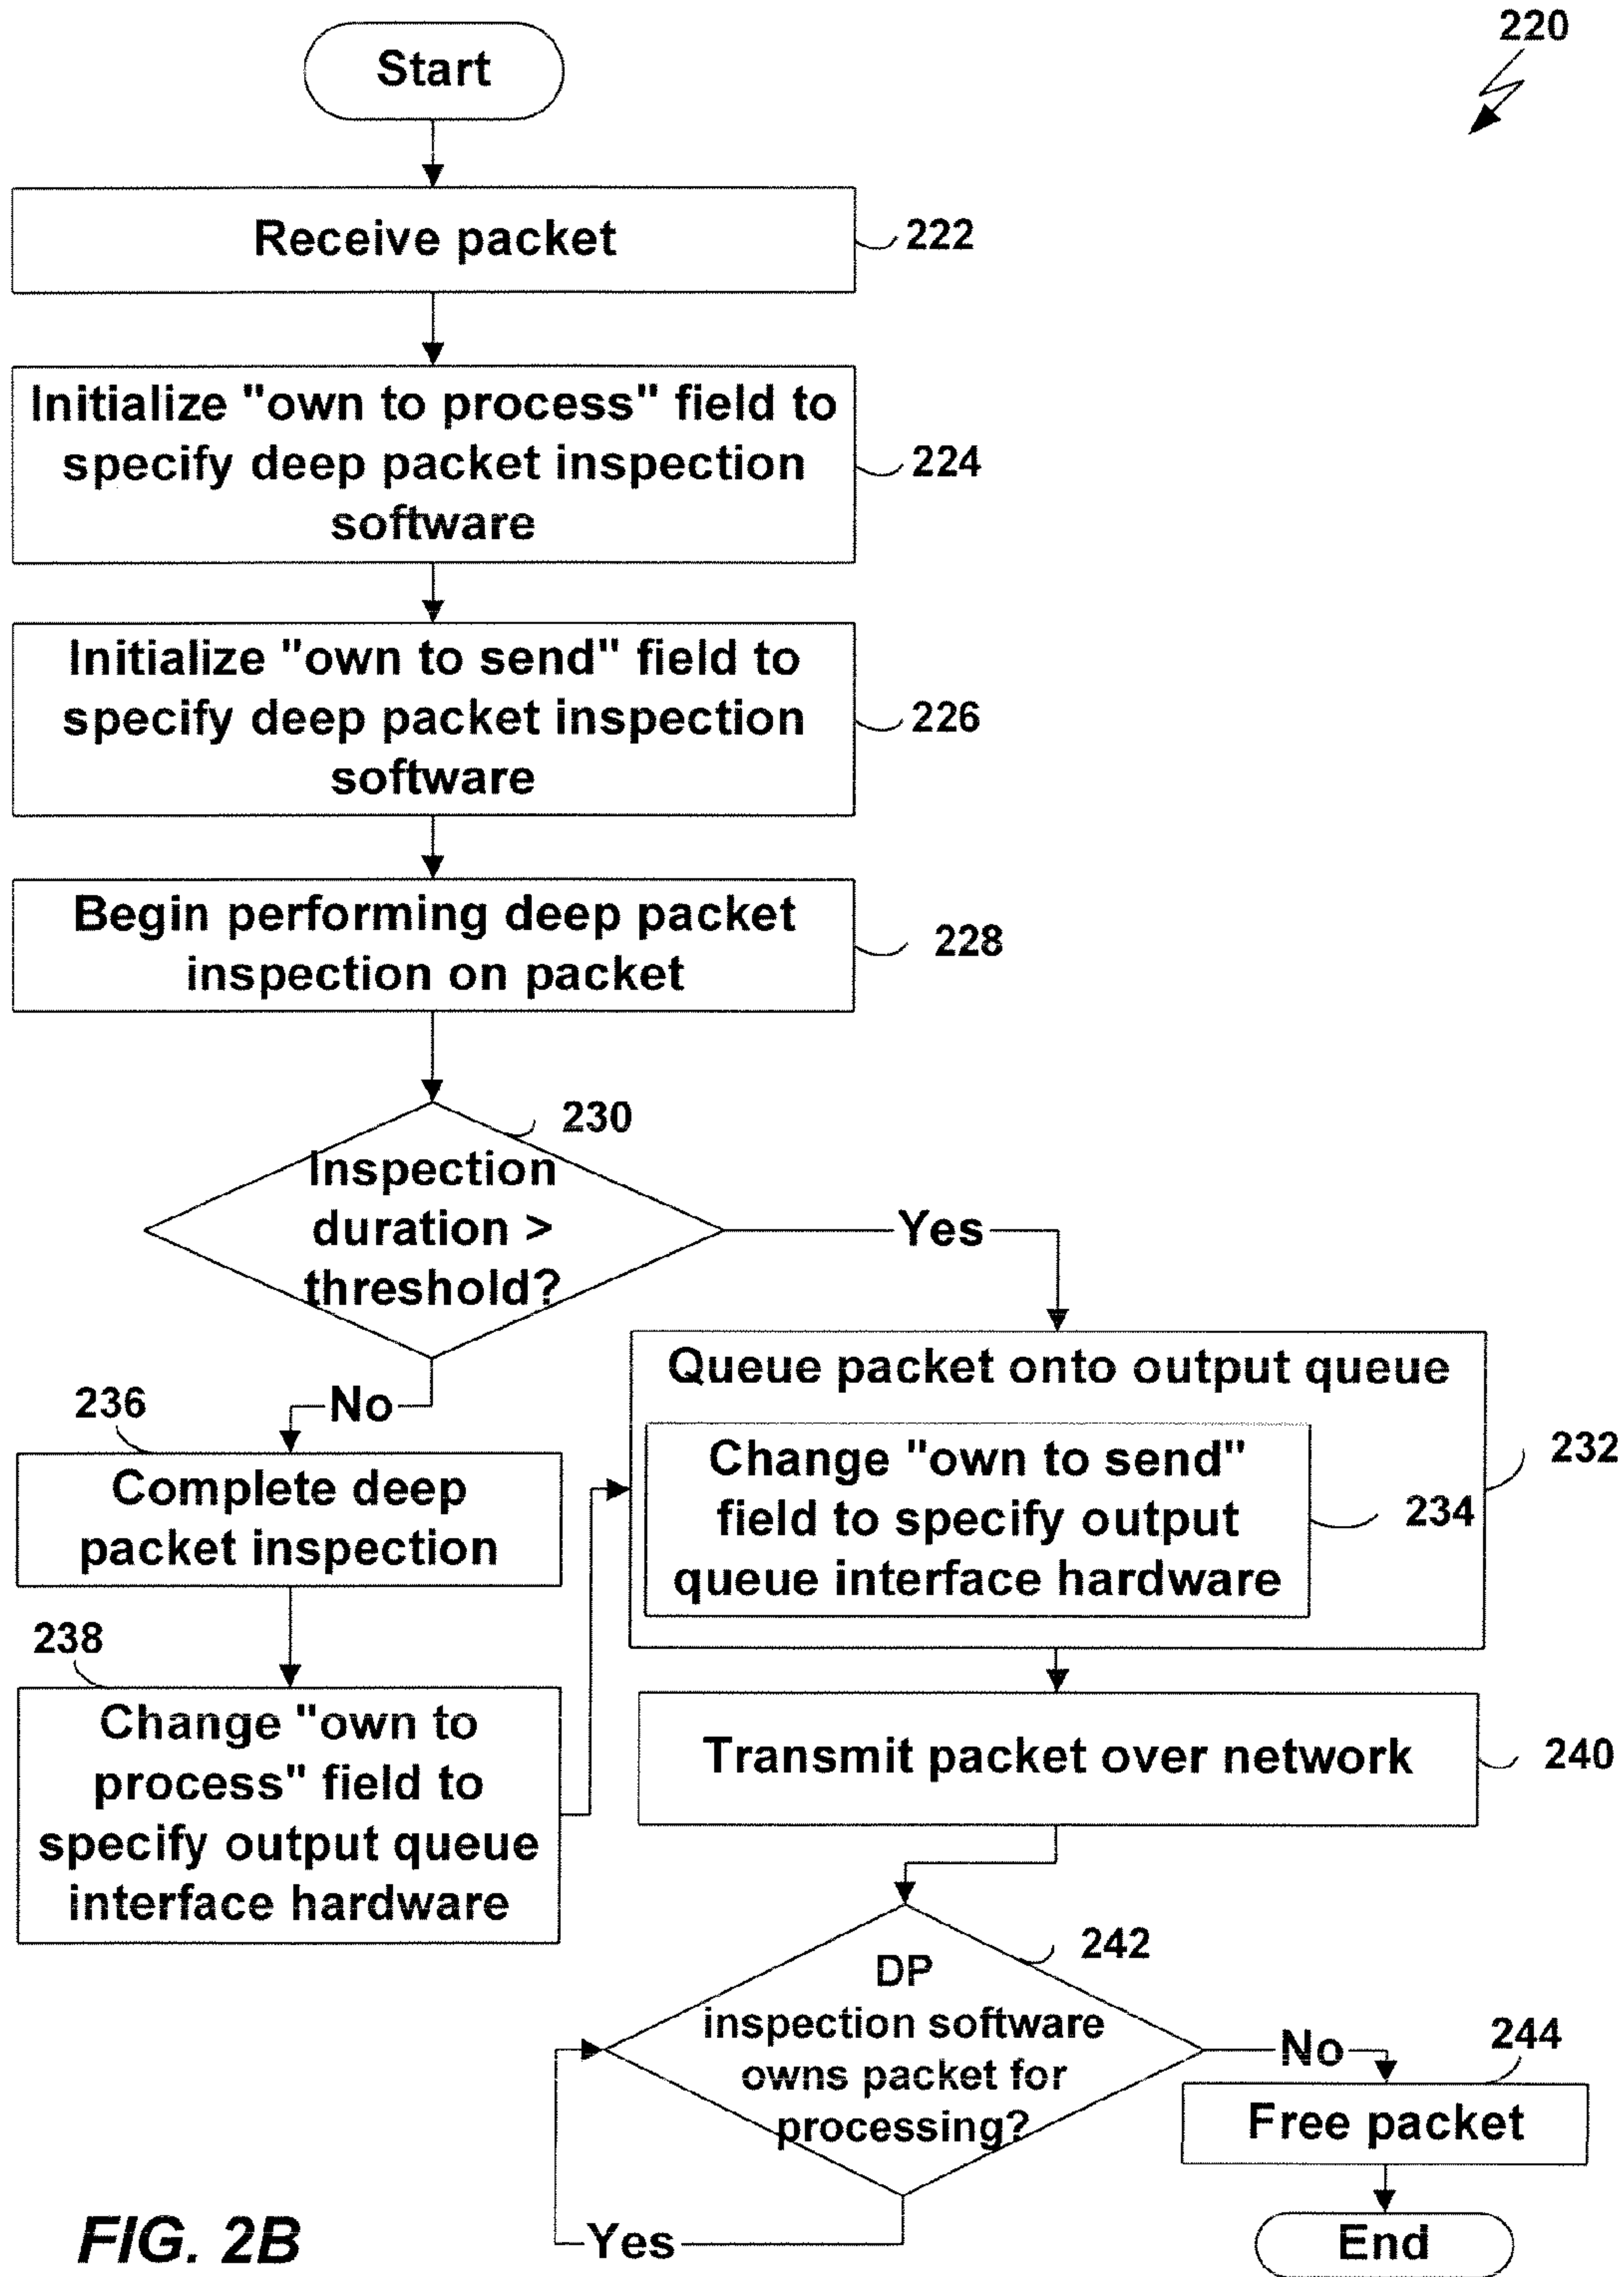 220
Start
Receive packet
222
Initialize "own to process" field to
specify deep packet inspection
software
224
Initialize "own to send" field to
specify deep packet inspection
software
226
Begin performing deep packet
inspection on packet
228
230
Inspection
duration >
threshold?
Yes
No
Queue packet onto output queue
232
Change "own to send"
field to specify output
queue interface hardware
234
236
Complete deep
packet inspection
238
Change "own to
process" field to
specify output queue
interface hardware
Transmit packet over network
240
242
DP
inspection software
owns packet for
processing?
No
Yes
244
Free packet
End
FIG. 2B